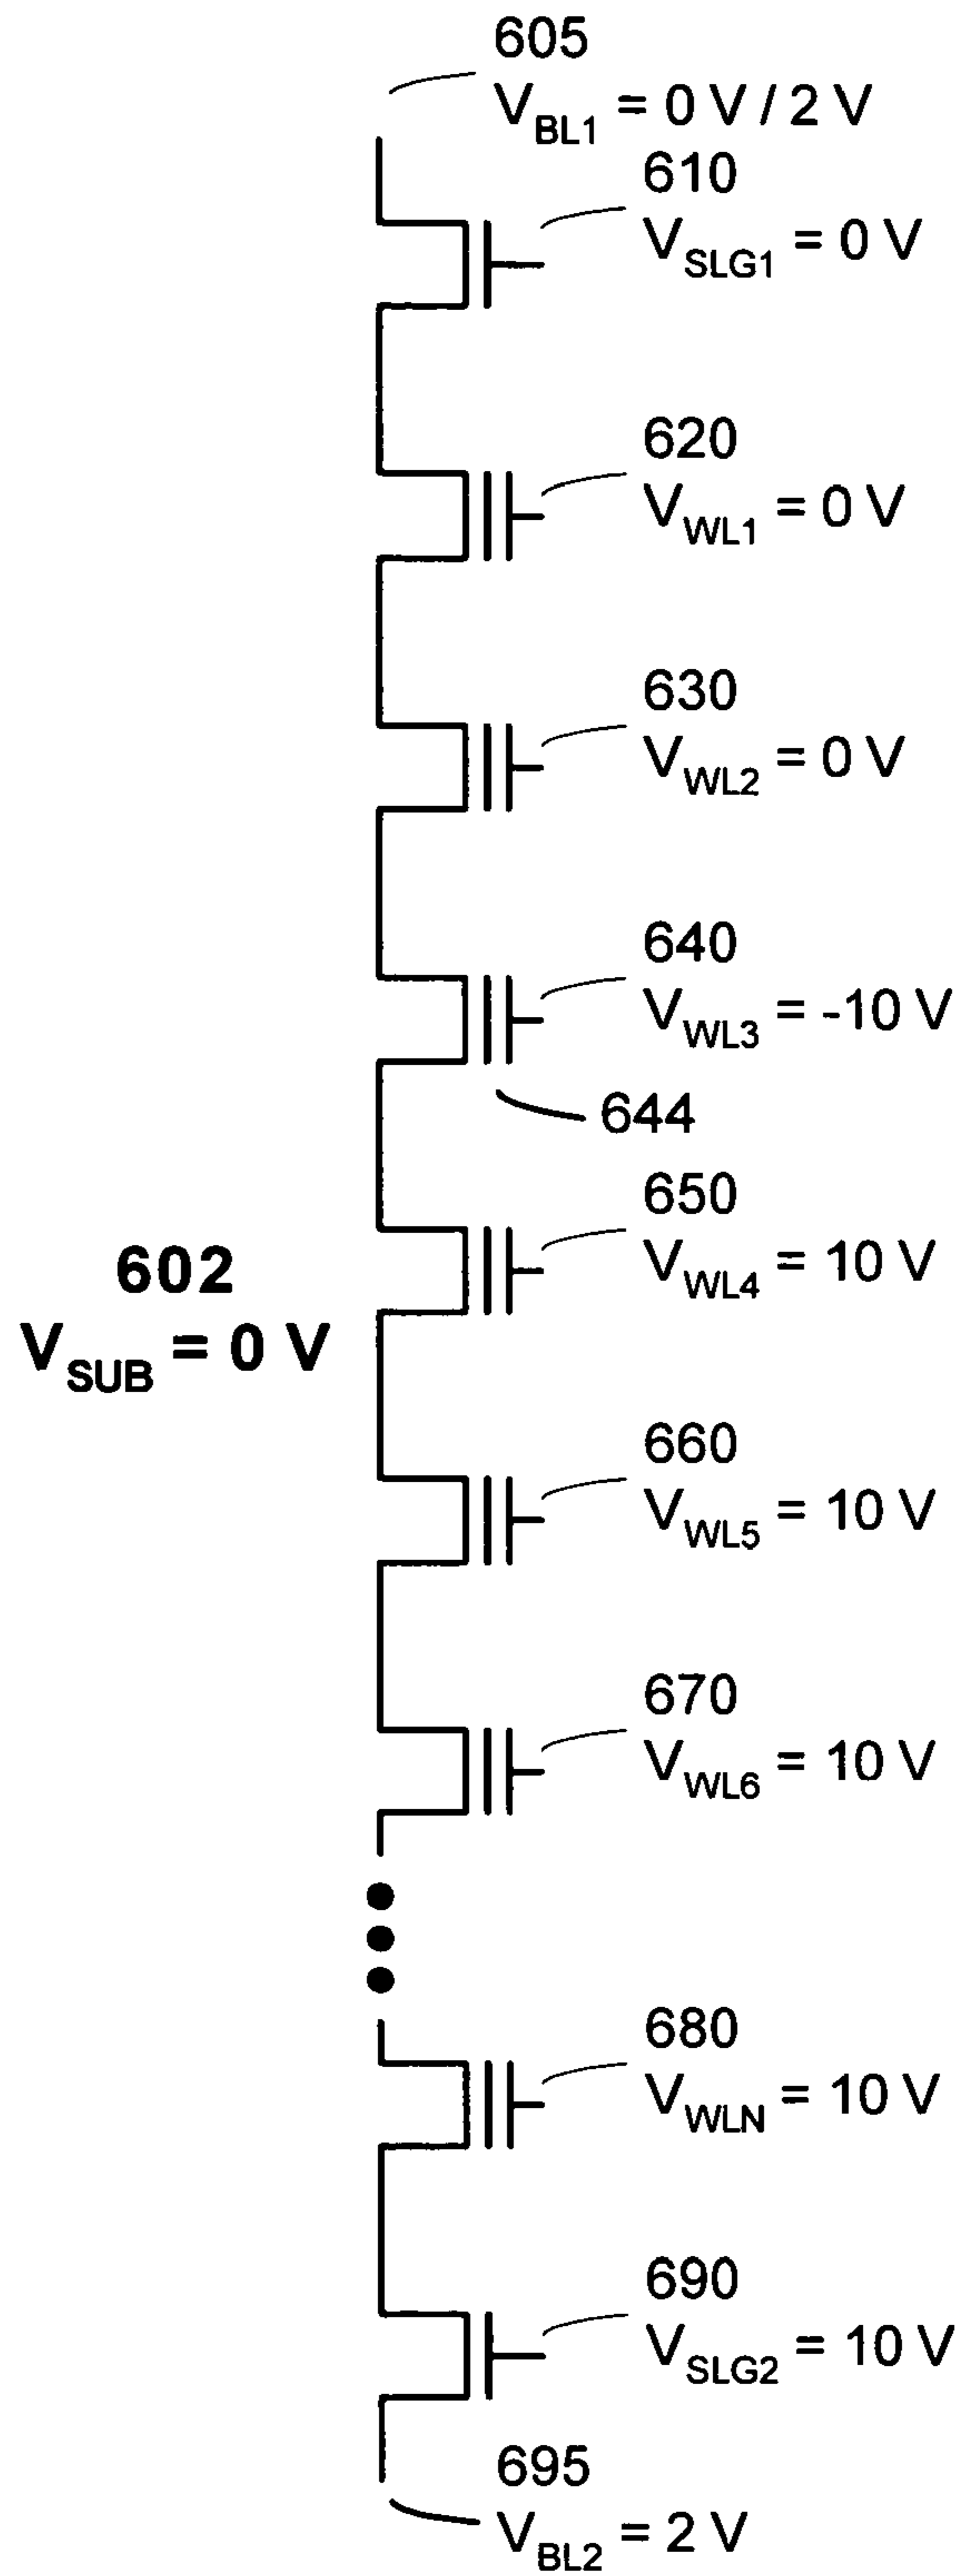 605
V_BL1 = 0 V / 2 V
610
V_SLG1 = 0 V
620
V_WL1 = 0 V
630
V_WL2 = 0 V
640
V_WL3 = -10 V
644
650
V_WL4 = 10 V
602
V_SUB = 0 V
660
V_WL5 = 10 V
670
V_WL6 = 10 V
680
V_WLN = 10 V
690
V_SLG2 = 10 V
695
V_BL2 = 2 V